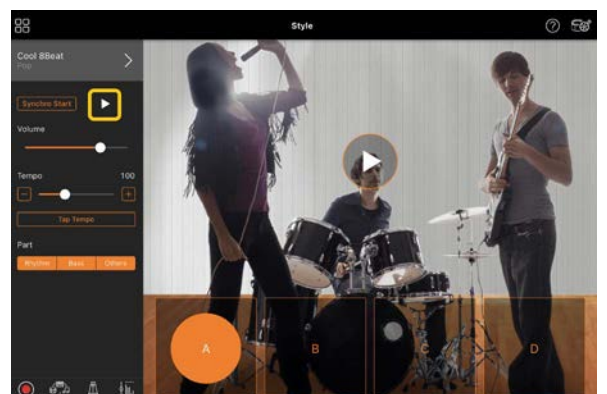 Style
Cool 8Beat
Pop
Synchro Start
Volume
Tempo 100
Tap Tempo
Part
Rhythm Bass Others
A B C D